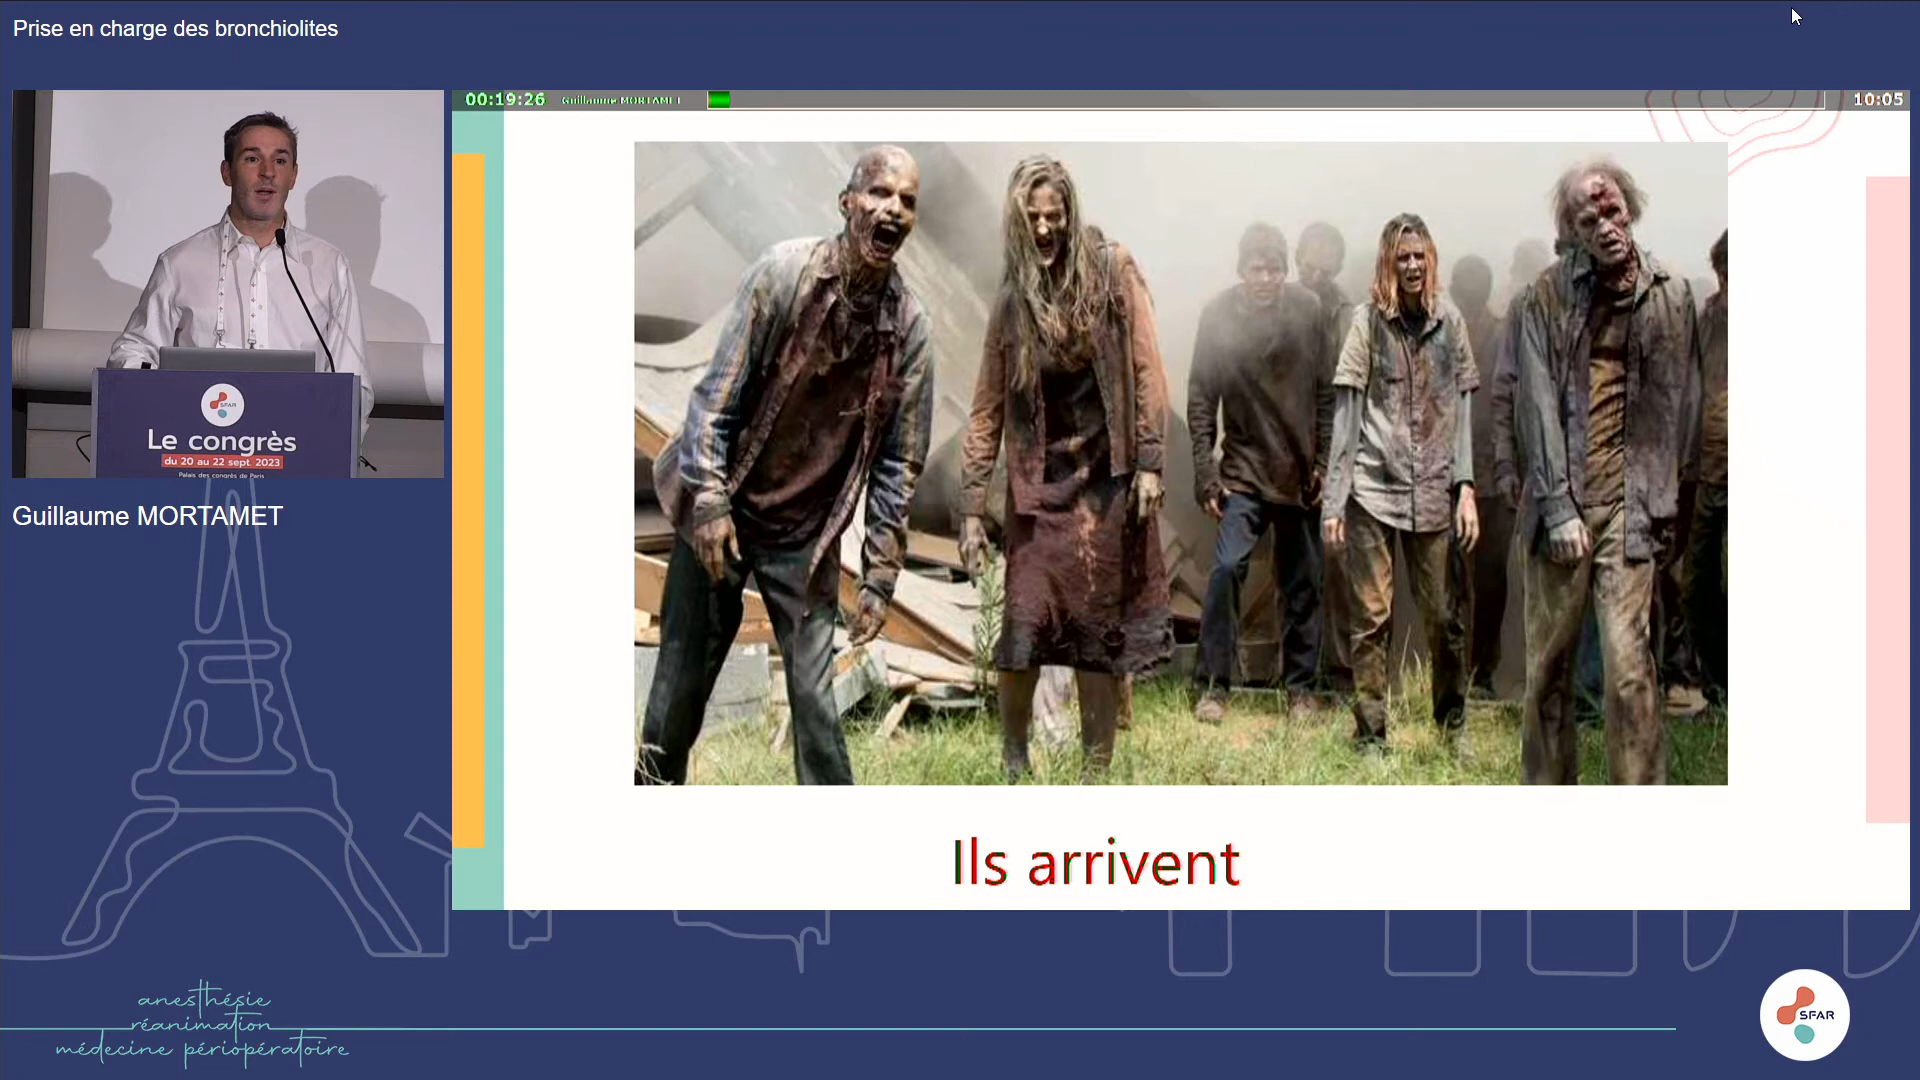 Prise en charge des bronchiolites
00:19:26 Guillaume MORTAMET 10:05
SFAR
Le congrès
du 20 au 22 sept. 2023
Palais des congrès de Paris
Guillaume MORTAMET
Ils arrivent
anesthésie
réanimation
médecine périopératoire
SFAR